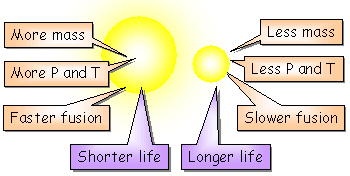 More mass
More P and T
Faster fusion
Shorter life
Less mass
Less P and T
Slower fusion
Longer life